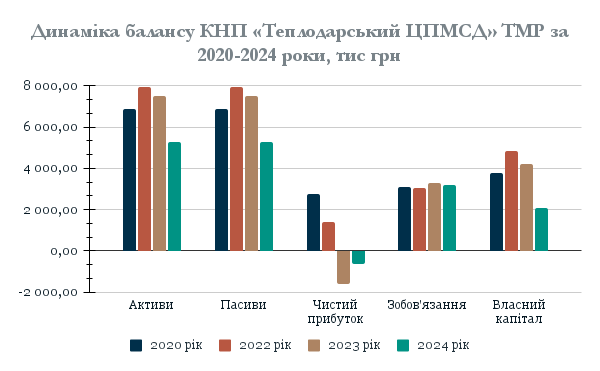 Динаміка балансу КНП «Теплодарський ЦПМСД» ТМР за
2020-2024 роки, тис грн
8 000,00
6 000,00
4 000,00
2 000,00
0,00
-2 000,00
Активи
Пасиви
Чистий
прибуток
Зобов'язання
Власний
капітал
2020 рік
2022 рік
2023 рік
2024 рік